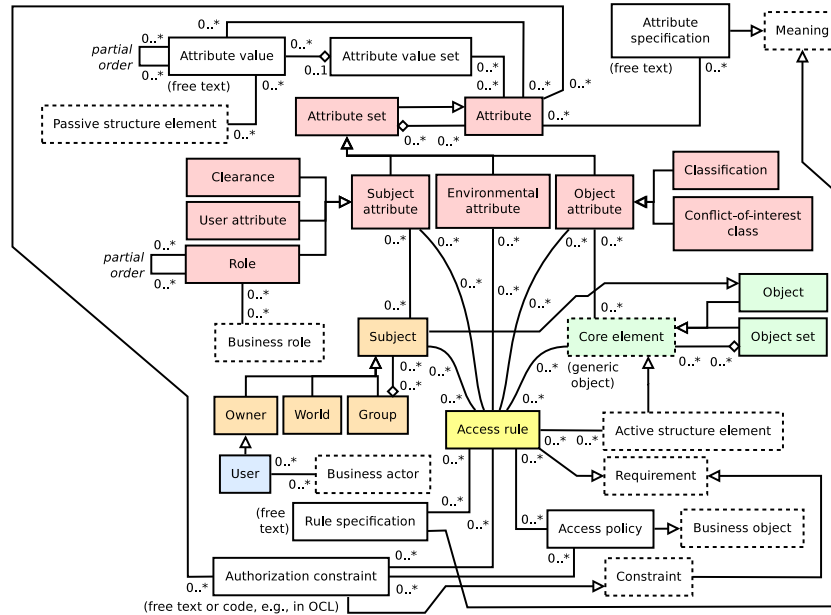 0..*
0..*
0..*
partial
order
0..*
Attribute value
0..*
0..1
Attribute value set
(free text)
0..*
0..*
0..*
0..*
Attribute
specification
(free text)
0..*
Meaning
Passive structure element
0..*
Attribute set
0..*
0..*
Attribute
0..*
Clearance
User attribute
Role
0..*
partial
order
0..*
0..*
0..*
Business role
Subject
attribute
Environmental
attribute
Object
attribute
Classification
Conflict-of-interest
class
0..*
0..*
0..*
0..*
0..*
0..*
0..*
Subject
0..*
0..*
0..*
Core element
(generic
object)
0..*
0..*
0..*
Object
Object set
Owner
World
Group
0..*
0..*
0..*
0..*
0..*
Access rule
0..*
0..*
Active structure element
User
0..*
0..*
Business actor
0..*
0..*
0..*
Requirement
(free
text)
Rule specification
0..*
0..*
Access policy
Business object
0..*
0..*
0..*
Authorization constraint
0..*
Constraint
(free text or code, e.g., in OCL)